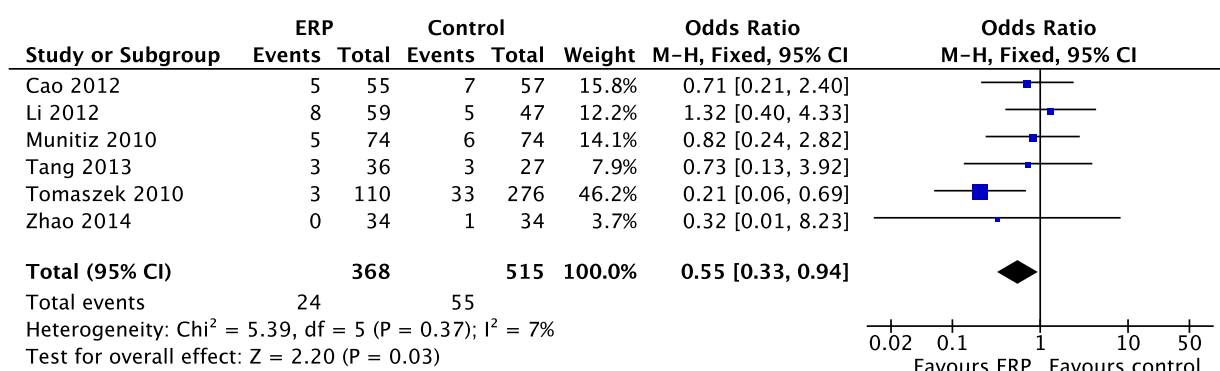 ERP Control Odds Ratio Odds Ratio
Study or Subgroup Events Total Events Total Weight M-H, Fixed, 95% CI M-H, Fixed, 95% CI
Cao 2012 5 55 7 57 15.8% 0.71 [0.21, 2.40]
Li 2012 8 59 5 47 12.2% 1.32 [0.40, 4.33]
Munitiz 2010 5 74 6 74 14.1% 0.82 [0.24, 2.82]
Tang 2013 3 36 3 27 7.9% 0.73 [0.13, 3.92]
Tomaszek 2010 3 110 33 276 46.2% 0.21 [0.06, 0.69]
Zhao 2014 0 34 1 34 3.7% 0.32 [0.01, 8.23]
Total (95% CI) 368 515 100.0% 0.55 [0.33, 0.94]
Total events 24 55
Heterogeneity: Chi² = 5.39, df = 5 (P = 0.37); I² = 7%
Test for overall effect: Z = 2.20 (P = 0.03)
0.02 0.1 1 10 50
Favours ERP Favours control